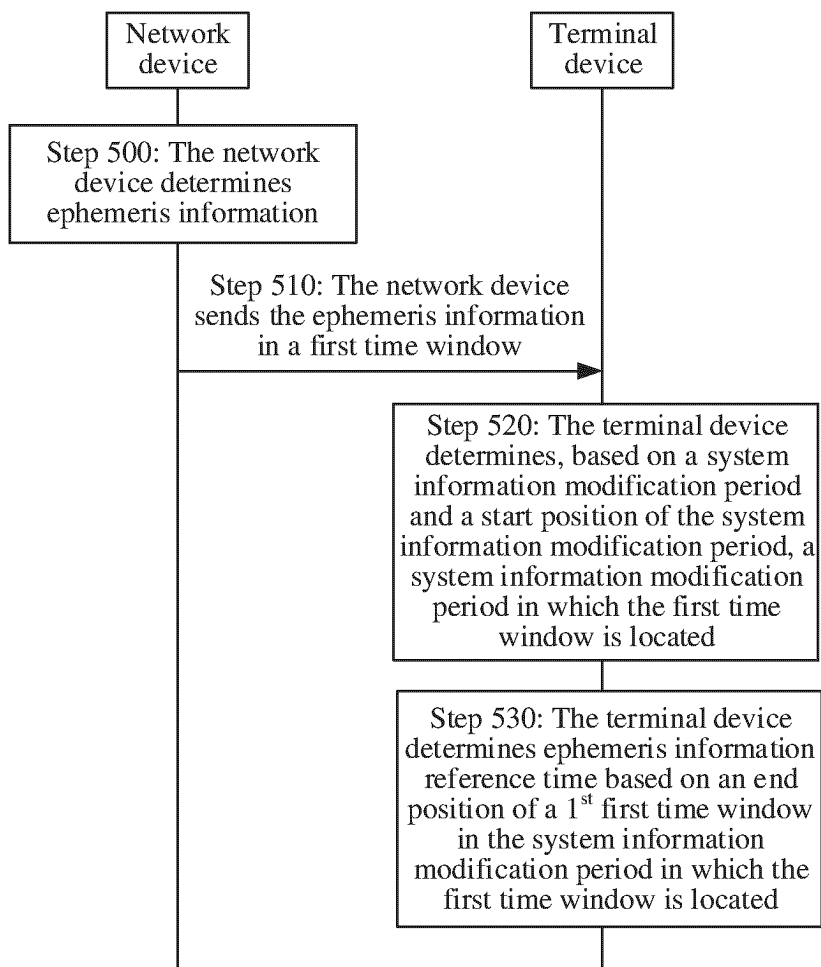 Network
device
Terminal
device
Step 500: The network
device determines
ephemeris information
Step 510: The network device
sends the ephemeris information
in a first time window
Step 520: The terminal device
determines, based on a system
information modification period
and a start position of the system
information modification period, a
system information modification
period in which the first time
window is located
Step 530: The terminal device
determines ephemeris information
reference time based on an end
position of a 1st first time window
in the system information
modification period in which the
first time window is located